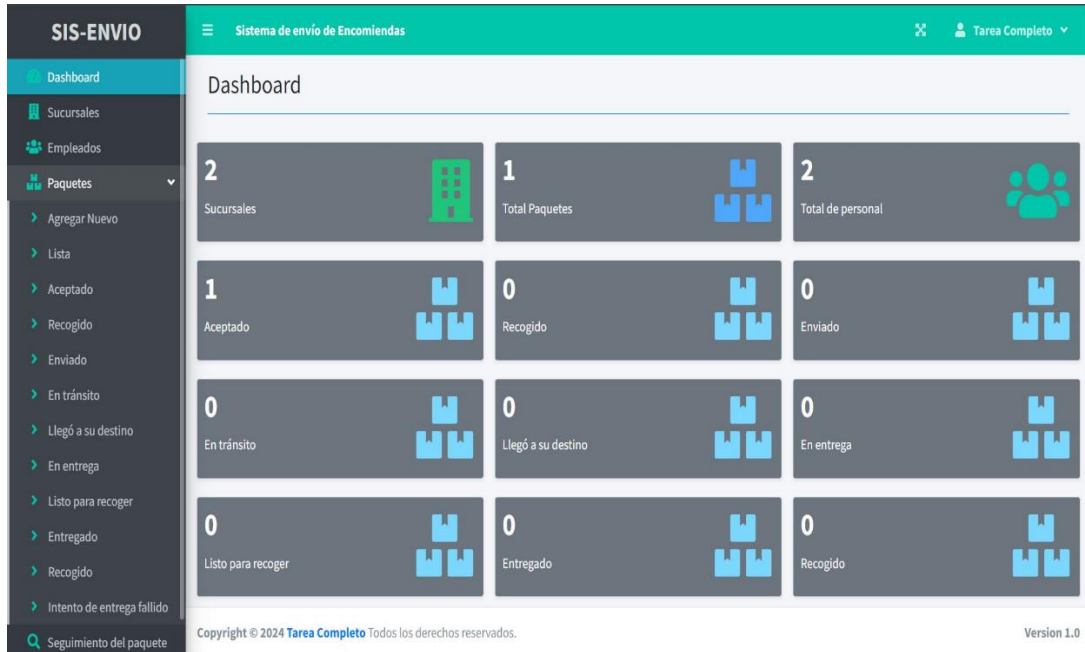 SIS-ENVIO
Sistema de envío de Encomiendas
Tarea Completo
Dashboard
Sucursales
Empleados
Paquetes
Agregar Nuevo
Lista
Aceptado
Recogido
Enviado
En tránsito
Llegó a su destino
En entrega
Listo para recoger
Entregado
Recogido
Intento de entrega fallido
Seguimiento del paquete
Dashboard
2
Sucursales
1
Total Paquetes
2
Total de personal
1
Aceptado
0
Recogido
0
Enviado
0
En tránsito
0
Llegó a su destino
0
En entrega
0
Listo para recoger
0
Entregado
0
Recogido
Copyright © 2024 Tarea Completo Todos los derechos reservados.
Version 1.0